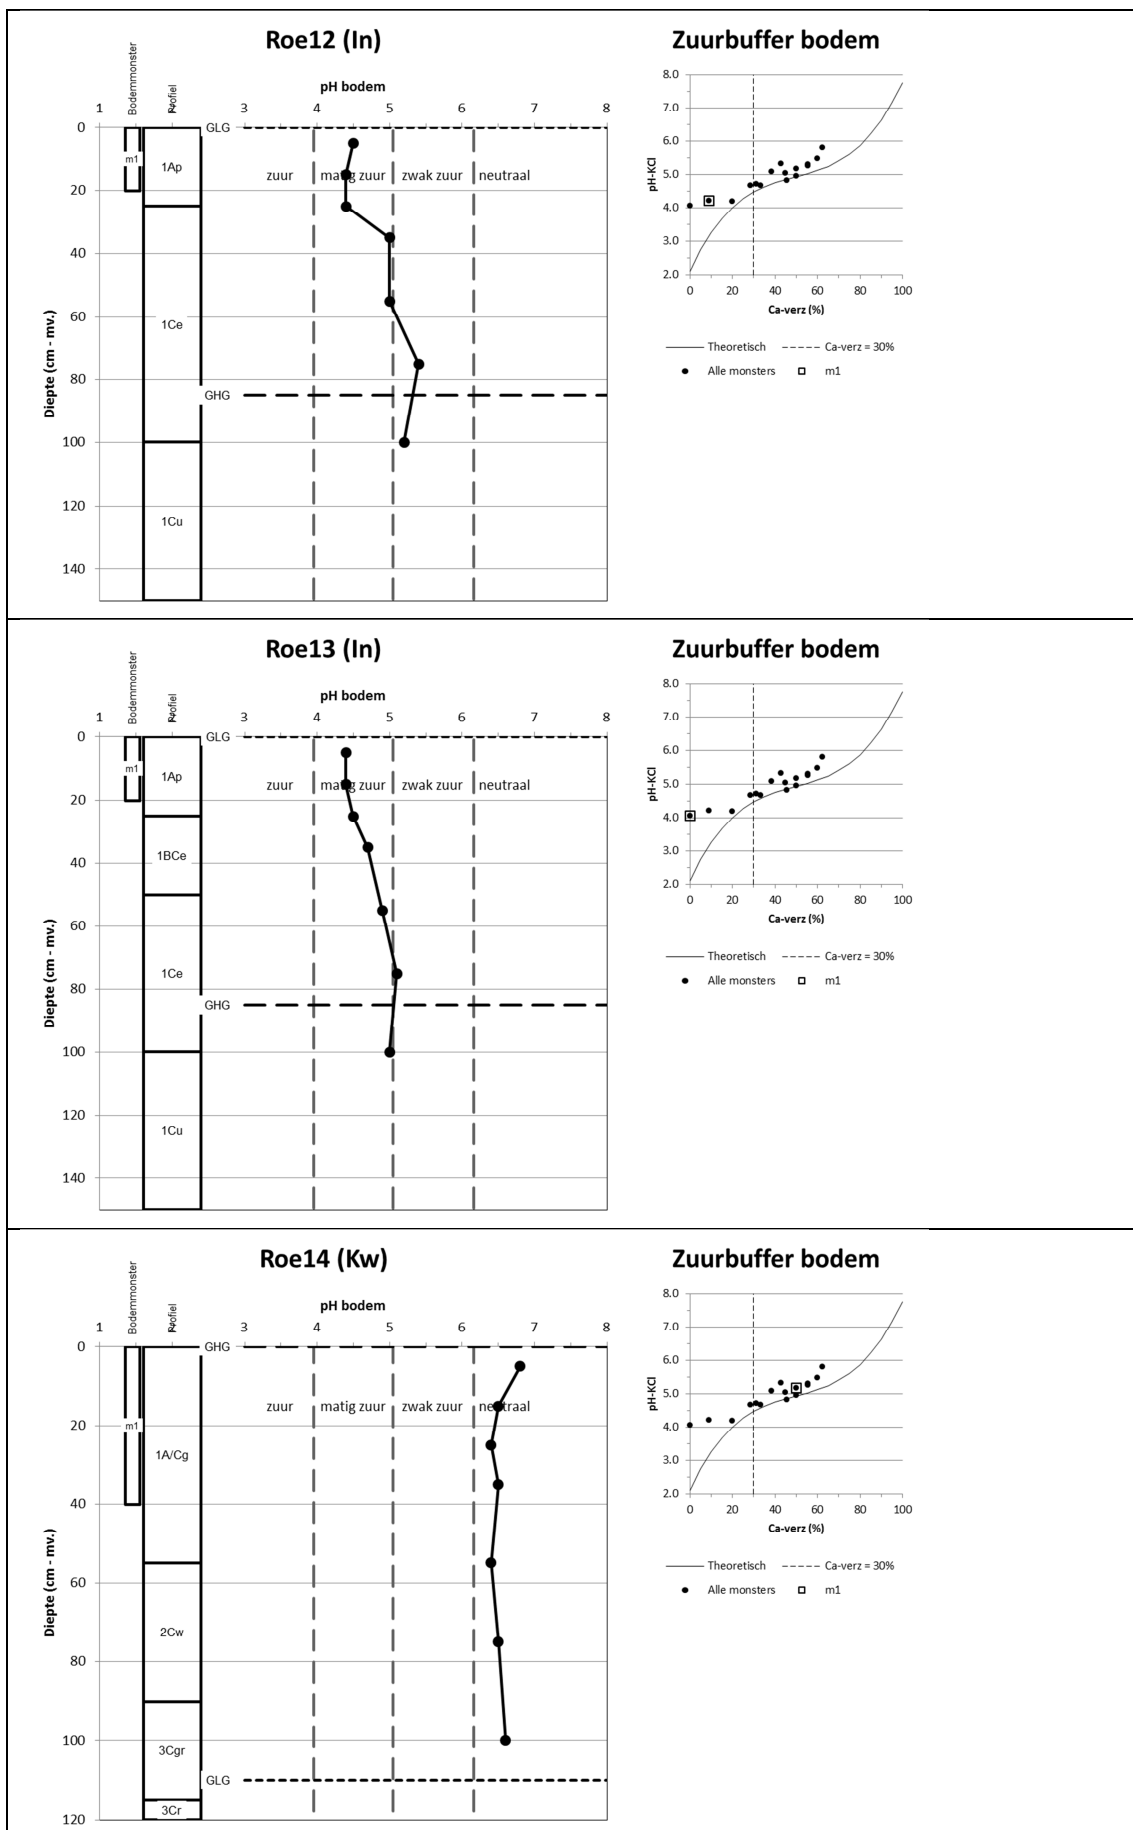 Roe12 (In)
Zuurbuffer bodem
Bodemmonster
Profiel
pH bodem
1 2 3 4 5 6 7 8
Diepte (cm - mv.)
0
20
40
60
80
100
120
140
m1
1Ap
1Ce
1Cu
GLG
GHG
zuur matig zuur zwak zuur neutraal
pH-KCl
8.0
7.0
6.0
5.0
4.0
3.0
2.0
0 20 40 60 80 100
Ca-verz (%)
Theoretisch Ca-verz = 30%
Alle monsters m1
Roe13 (In)
Zuurbuffer bodem
Bodemmonster
Profiel
pH bodem
1 2 3 4 5 6 7 8
Diepte (cm - mv.)
0
20
40
60
80
100
120
140
m1
1Ap
1BCe
1Ce
1Cu
GLG
GHG
zuur matig zuur zwak zuur neutraal
pH-KCl
8.0
7.0
6.0
5.0
4.0
3.0
2.0
0 20 40 60 80 100
Ca-verz (%)
Theoretisch Ca-verz = 30%
Alle monsters m1
Roe14 (Kw)
Zuurbuffer bodem
Bodemmonster
Profiel
pH bodem
1 2 3 4 5 6 7 8
Diepte (cm - mv.)
0
20
40
60
80
100
120
m1
1A/Cg
2Cw
3Cgr
3Cr
GHG
GLG
zuur matig zuur zwak zuur neutraal
pH-KCl
8.0
7.0
6.0
5.0
4.0
3.0
2.0
0 20 40 60 80 100
Ca-verz (%)
Theoretisch Ca-verz = 30%
Alle monsters m1